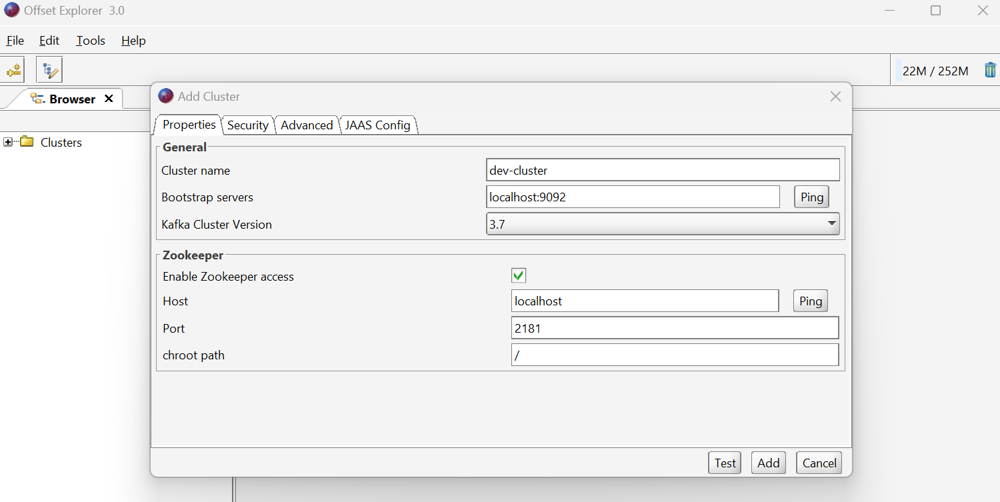 Offset Explorer 3.0
File Edit Tools Help
22M / 252M
Browser
Clusters
Add Cluster
Properties Security Advanced JAAS Config
General
Cluster name dev-cluster
Bootstrap servers localhost:9092 Ping
Kafka Cluster Version 3.7
Zookeeper
Enable Zookeeper access
Host localhost Ping
Port 2181
chroot path /
Test Add Cancel